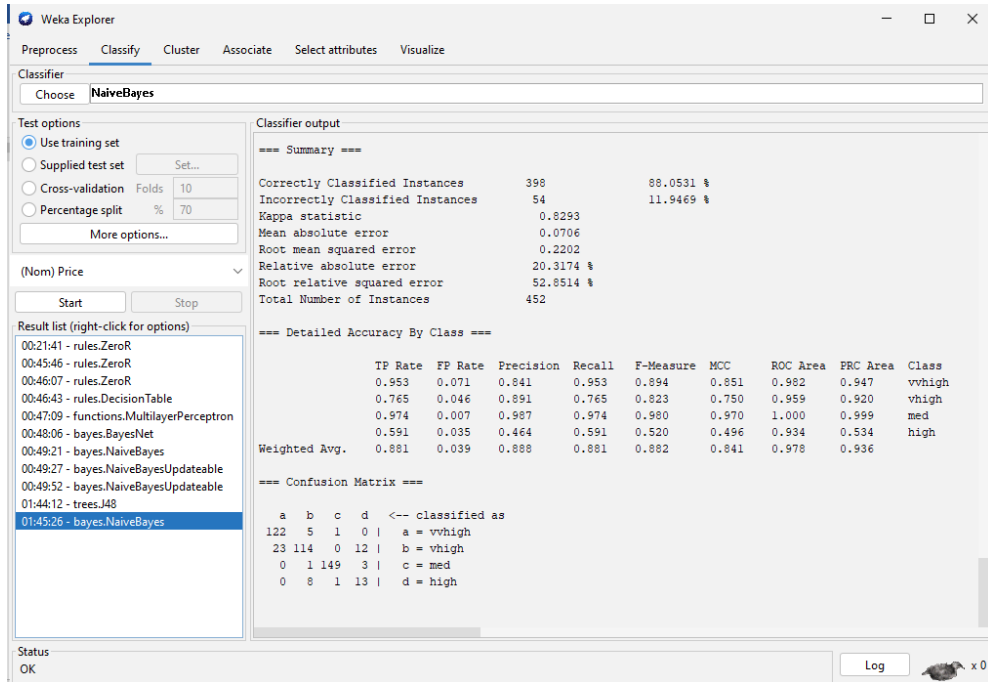 Weka Explorer
Preprocess Classify Cluster Associate Select attributes Visualize
Classifier
Choose NaiveBayes
Test options
Use training set
Supplied test set Set...
Cross-validation Folds 10
Percentage split % 70
More options...
(Nom) Price
Start Stop
Result list (right-click for options)
00:21:41 - rules.ZeroR
00:45:46 - rules.ZeroR
00:46:07 - rules.ZeroR
00:46:43 - rules.DecisionTable
00:47:09 - functions.MultilayerPerceptron
00:48:06 - bayes.BayesNet
00:49:21 - bayes.NaiveBayes
00:49:27 - bayes.NaiveBayesUpdateable
00:49:52 - bayes.NaiveBayesUpdateable
01:44:12 - trees.J48
01:45:26 - bayes.NaiveBayes
Classifier output
=== Summary ===
Correctly Classified Instances 398 88.0531 %
Incorrectly Classified Instances 54 11.9469 %
Kappa statistic 0.8293
Mean absolute error 0.0706
Root mean squared error 0.2202
Relative absolute error 20.3174 %
Root relative squared error 52.8514 %
Total Number of Instances 452
=== Detailed Accuracy By Class ===
TP Rate FP Rate Precision Recall F-Measure MCC ROC Area PRC Area Class
0.953 0.071 0.841 0.953 0.894 0.851 0.982 0.947 vvhigh
0.765 0.046 0.891 0.765 0.823 0.750 0.959 0.920 vhigh
0.974 0.007 0.987 0.974 0.980 0.970 1.000 0.999 med
0.591 0.035 0.464 0.591 0.520 0.496 0.934 0.534 high
Weighted Avg. 0.881 0.039 0.888 0.881 0.882 0.841 0.978 0.936
=== Confusion Matrix ===
a b c d <-- classified as
122 5 1 0 | a = vvhigh
23 114 0 12 | b = vhigh
0 1 149 3 | c = med
0 8 1 13 | d = high
Status
OK
Log
x 0